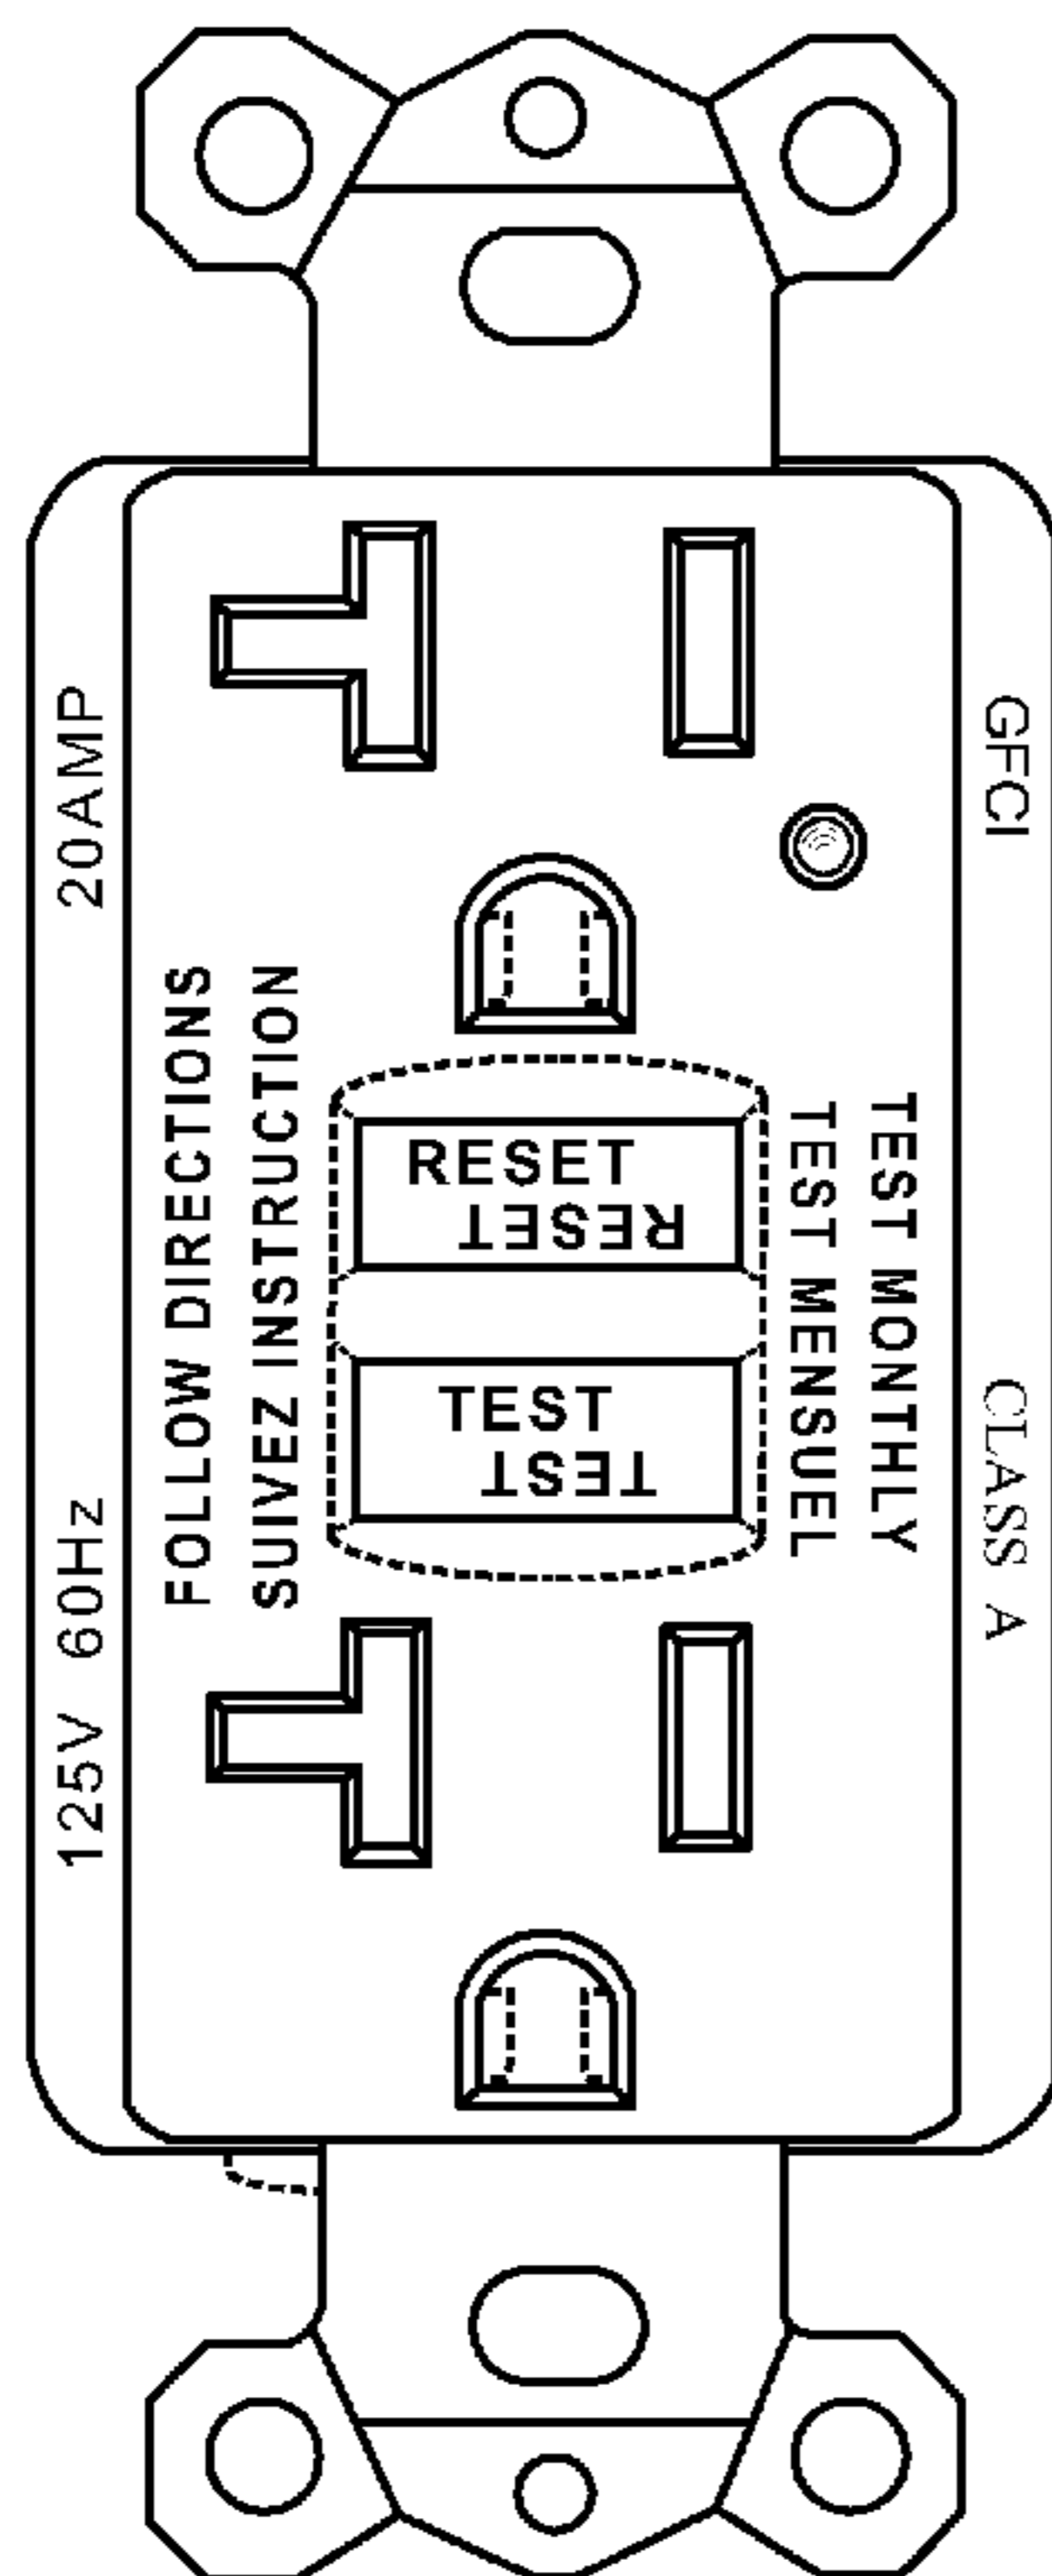 20AMP
125V 60Hz
FOLLOW DIRECTIONS
SUIVEZ INSTRUCTION
RESET
RESET
TEST
TEST
TEST MENSUEL
TEST MONTHLY
GFCI
CLASS A